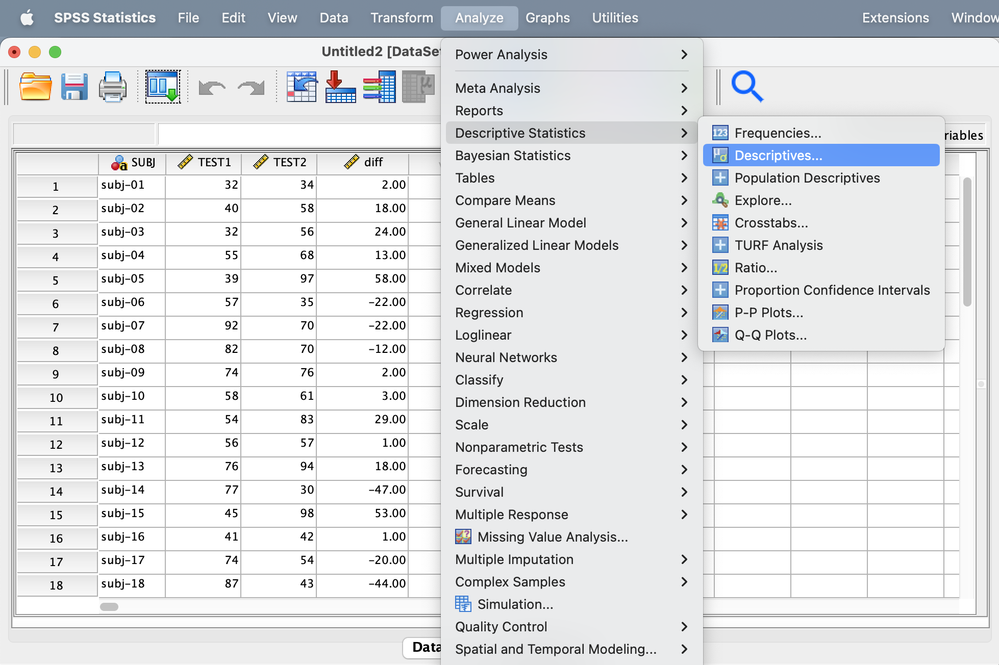 SPSS Statistics File Edit View Data Transform Analyze Graphs Utilities Extensions Window
Untitled2 [DataSet
Power Analysis
Meta Analysis
Reports
Descriptive Statistics
Bayesian Statistics
Tables
Compare Means
General Linear Model
Generalized Linear Models
Mixed Models
Correlate
Regression
Loglinear
Neural Networks
Classify
Dimension Reduction
Scale
Nonparametric Tests
Forecasting
Survival
Multiple Response
Missing Value Analysis...
Multiple Imputation
Complex Samples
Simulation...
Quality Control
Spatial and Temporal Modeling...
123 Frequencies...
μσ Descriptives...
Population Descriptives
Explore...
Crosstabs...
TURF Analysis
1/2 Ratio...
Proportion Confidence Intervals
P-P Plots...
Q-Q Plots...
riables
a SUBJ TEST1 TEST2 diff
1 subj-01 32 34 2.00
2 subj-02 40 58 18.00
3 subj-03 32 56 24.00
4 subj-04 55 68 13.00
5 subj-05 39 97 58.00
6 subj-06 57 35 -22.00
7 subj-07 92 70 -22.00
8 subj-08 82 70 -12.00
9 subj-09 74 76 2.00
10 subj-10 58 61 3.00
11 subj-11 54 83 29.00
12 subj-12 56 57 1.00
13 subj-13 76 94 18.00
14 subj-14 77 30 -47.00
15 subj-15 45 98 53.00
16 subj-16 41 42 1.00
17 subj-17 74 54 -20.00
18 subj-18 87 43 -44.00
Data